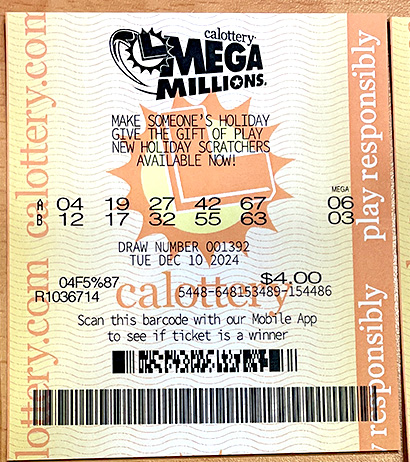 calottery
MEGA
MILLIONS®
MAKE SOMEONE'S HOLIDAY
GIVE THE GIFT OF PLAY
NEW HOLIDAY SCRATCHERS
AVAILABLE NOW!
MEGA
A 04 19 27 42 67 06
B 12 17 32 55 63 03
DRAW NUMBER 001392
TUE DEC 10 2024
04F5%87 $4.00
R1036714 6448-648153489-154486
calottery
Scan this barcode with our Mobile App
to see if ticket is a winner
lottery.com calottery.com
play responsibly
responsibly